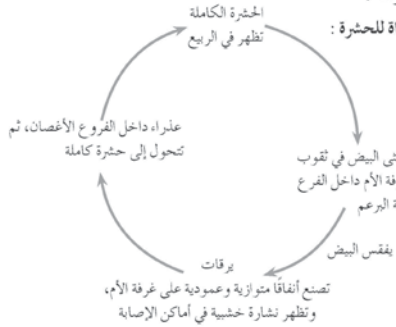 الحشرة الكاملة
تظهر في الربيع
للحشرة :
عذراء داخل الفروع الأغصان، ثم
تتحول إلى حشرة كاملة
البيض في ثقوب
الأم داخل الفرع
البرعم
يفقس البيض
يرقات
تصنع أنفاقًا متوازية وعمودية على غرفة الأم،
وتظهر نشارة خشبية في أماكن الإصابة